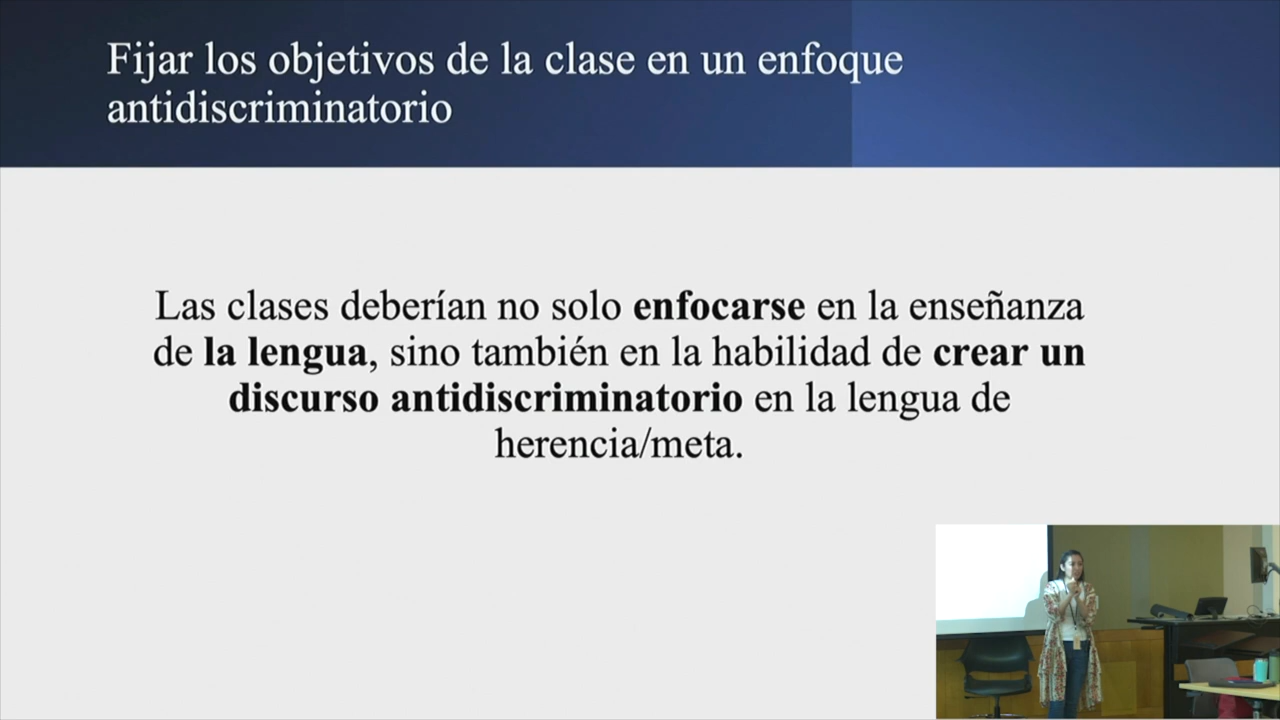 Fijar los objetivos de la clase en un enfoque
antidiscriminatorio
Las clases deberían no solo enfocarse en la enseñanza
de la lengua, sino también en la habilidad de crear un
discurso antidiscriminatorio en la lengua de
herencia/meta.